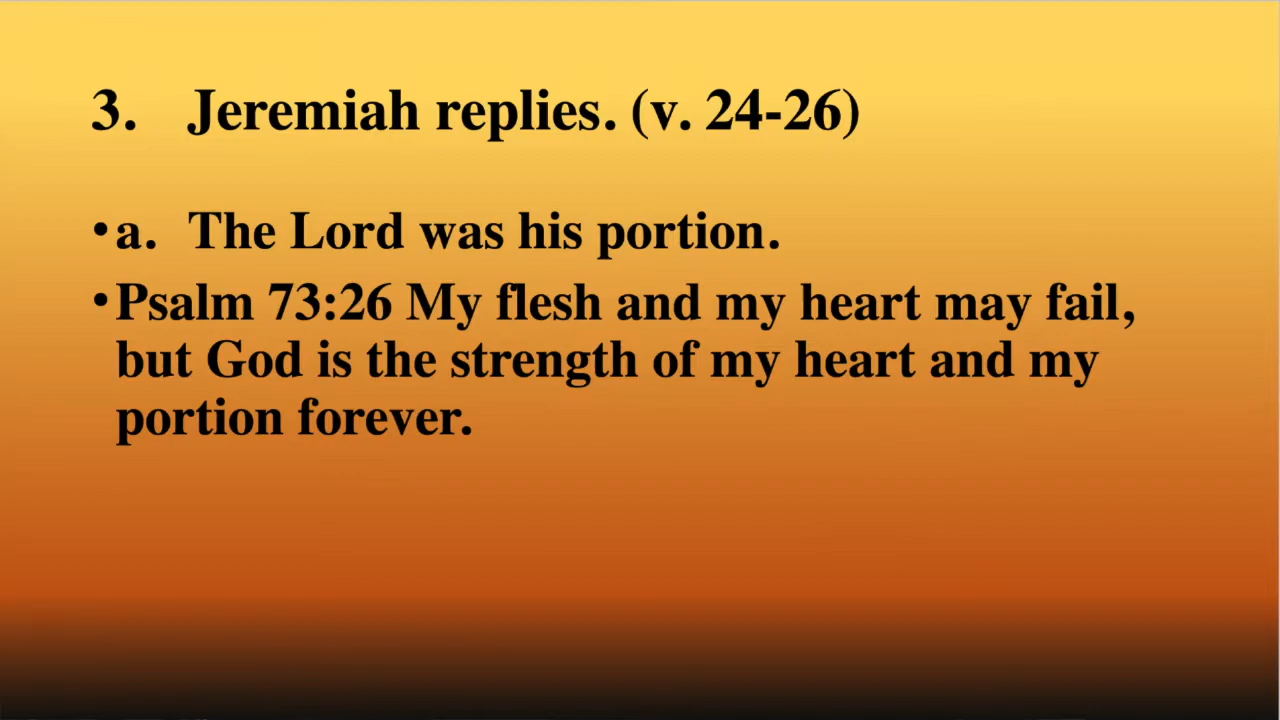 3. Jeremiah replies. (v. 24-26)
• a. The Lord was his portion.
• Psalm 73:26 My flesh and my heart may fail,
but God is the strength of my heart and my
portion forever.